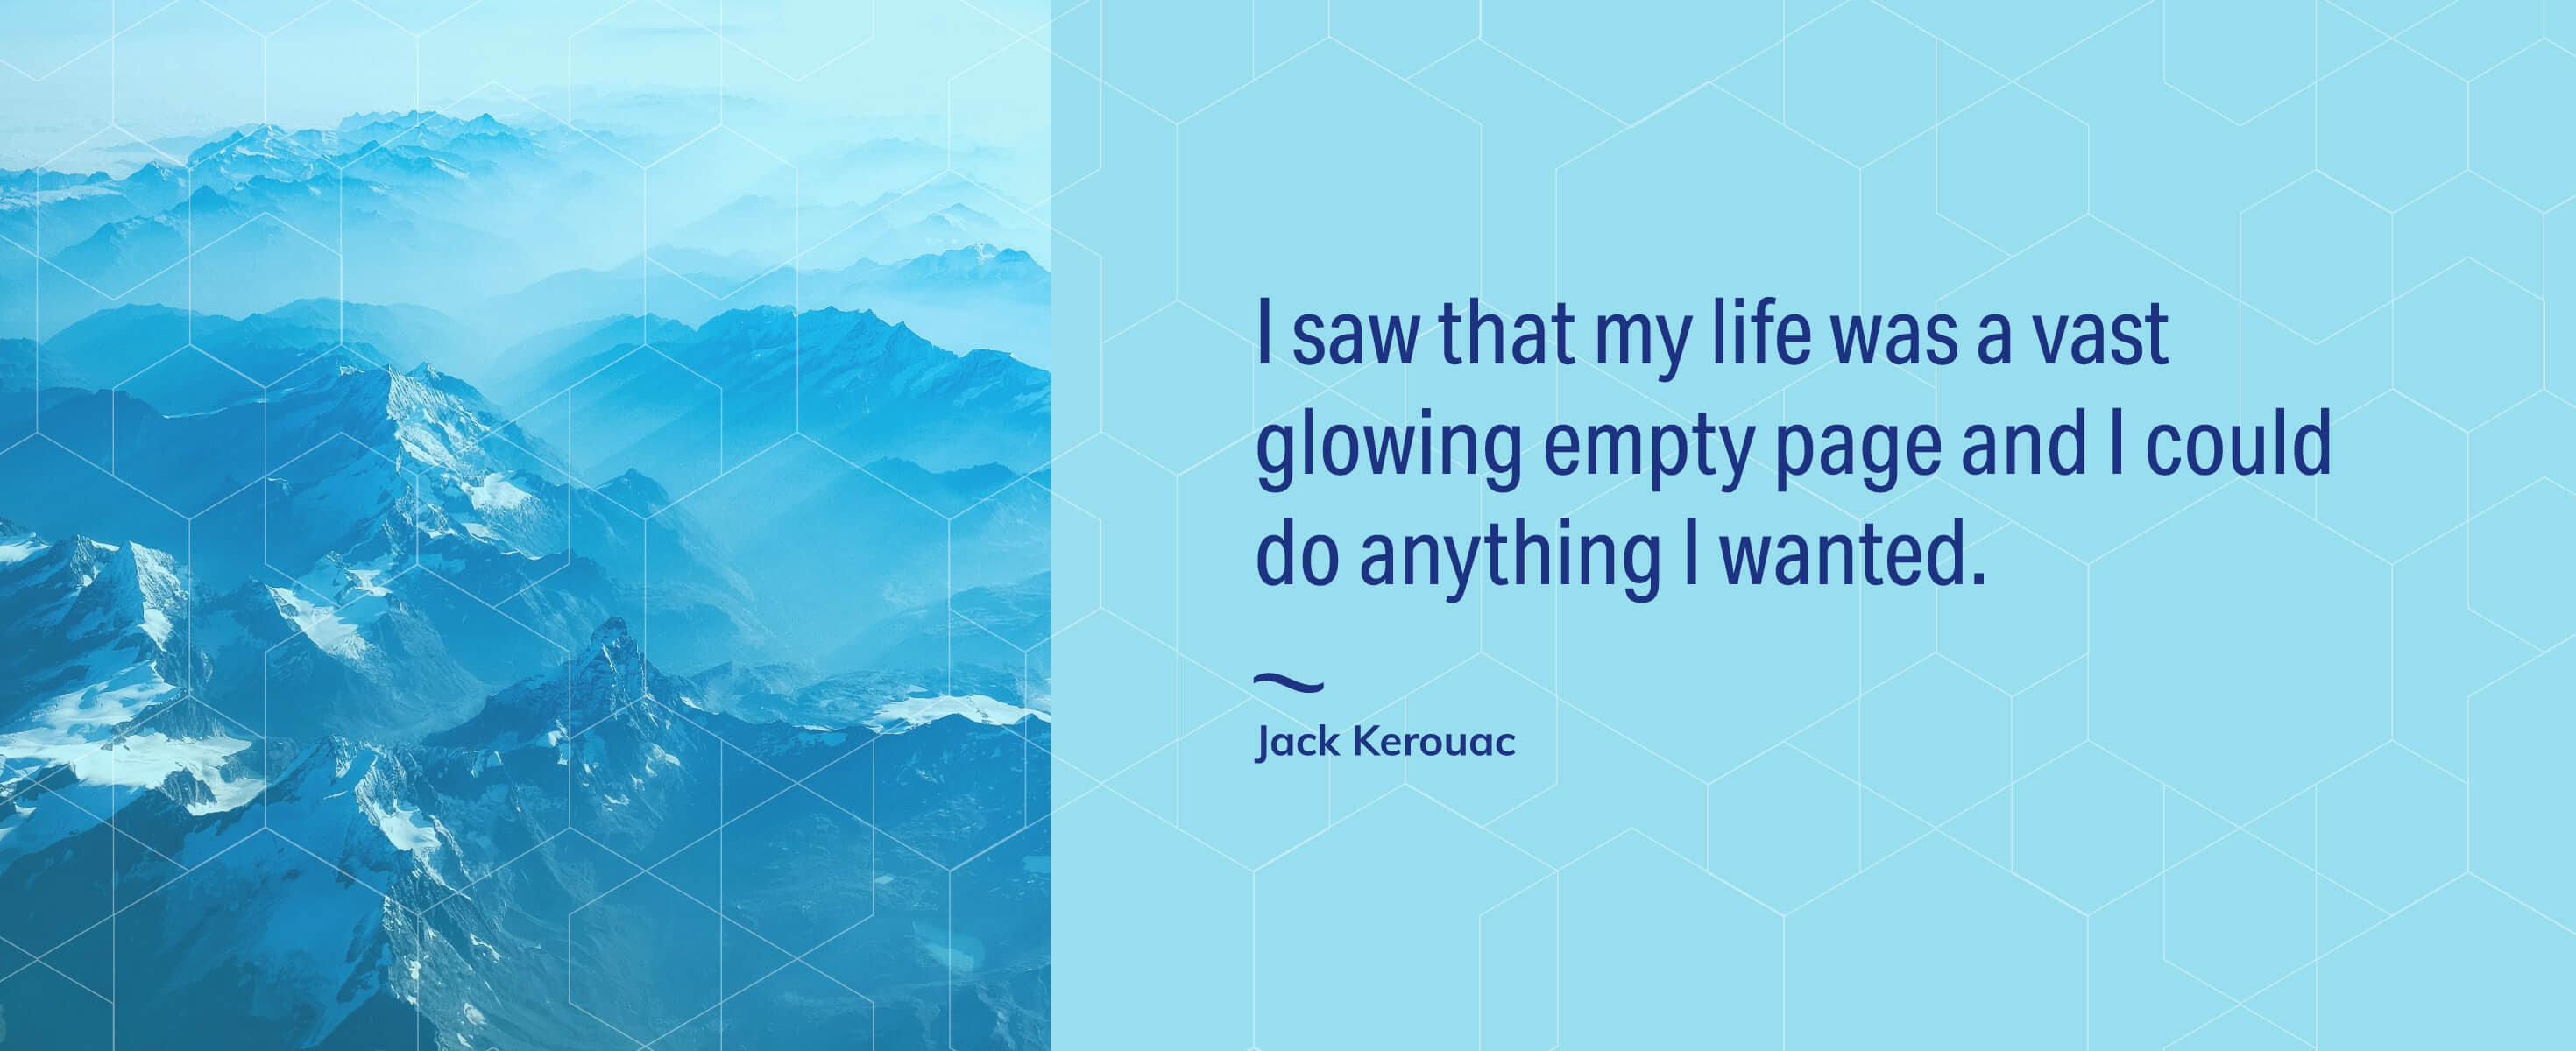 I saw that my life was a vast
glowing empty page and I could
do anything I wanted.
~
Jack Kerouac